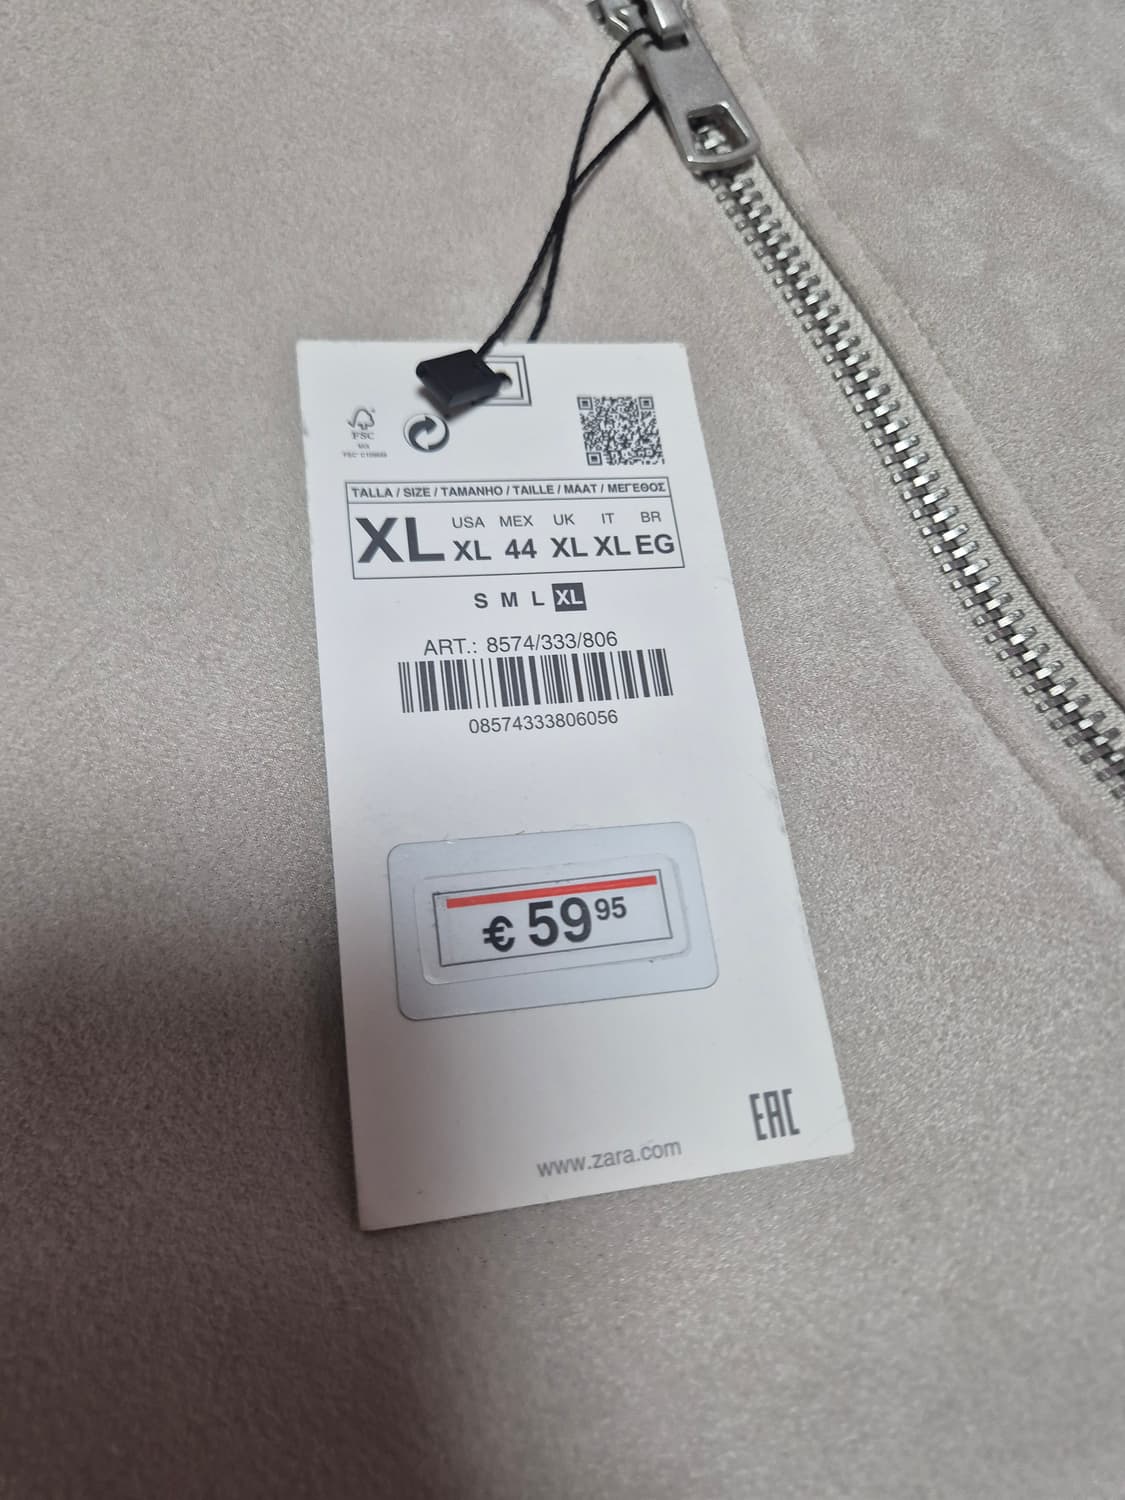 FSC
MIX
TALLA / SIZE / TAMANHO / TAILLE / MAAT / ΜΕΓΕΘΟΣ
XL
USA MEX UK IT BR
XL 44 XL XL EG
S M L XL
ART.: 8574/333/806
08574333806056
€ 59 95
EAC
www.zara.com